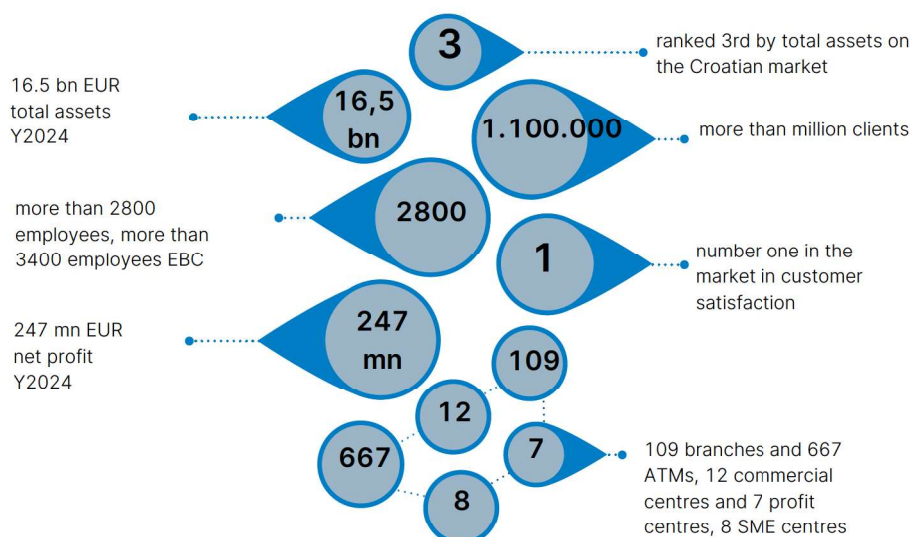 3
ranked 3rd by total assets on
the Croatian market
16.5 bn EUR
total assets
Y2024
16,5
bn
1.100.000
more than million clients
more than 2800
employees, more than
3400 employees EBC
2800
1
number one in the
market in customer
satisfaction
247 mn EUR
net profit
Y2024
247
mn
109
12
7
667
8
109 branches and 667
ATMs, 12 commercial
centres and 7 profit
centres, 8 SME centres